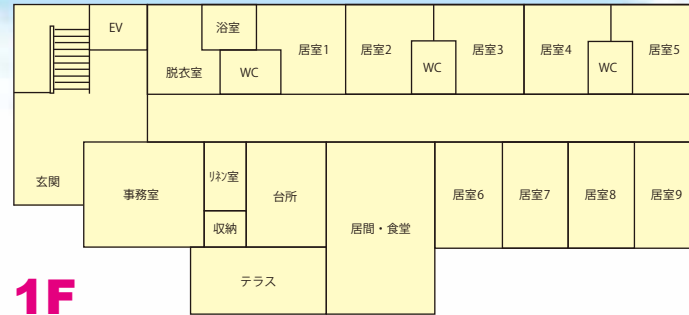 EV
浴室
脱衣室
WC
居室1
居室2
WC
居室3
居室4
WC
居室5
玄関
事務室
ﾘﾈﾝ室
収納
台所
居間・食堂
居室6
居室7
居室8
居室9
テラス
1F